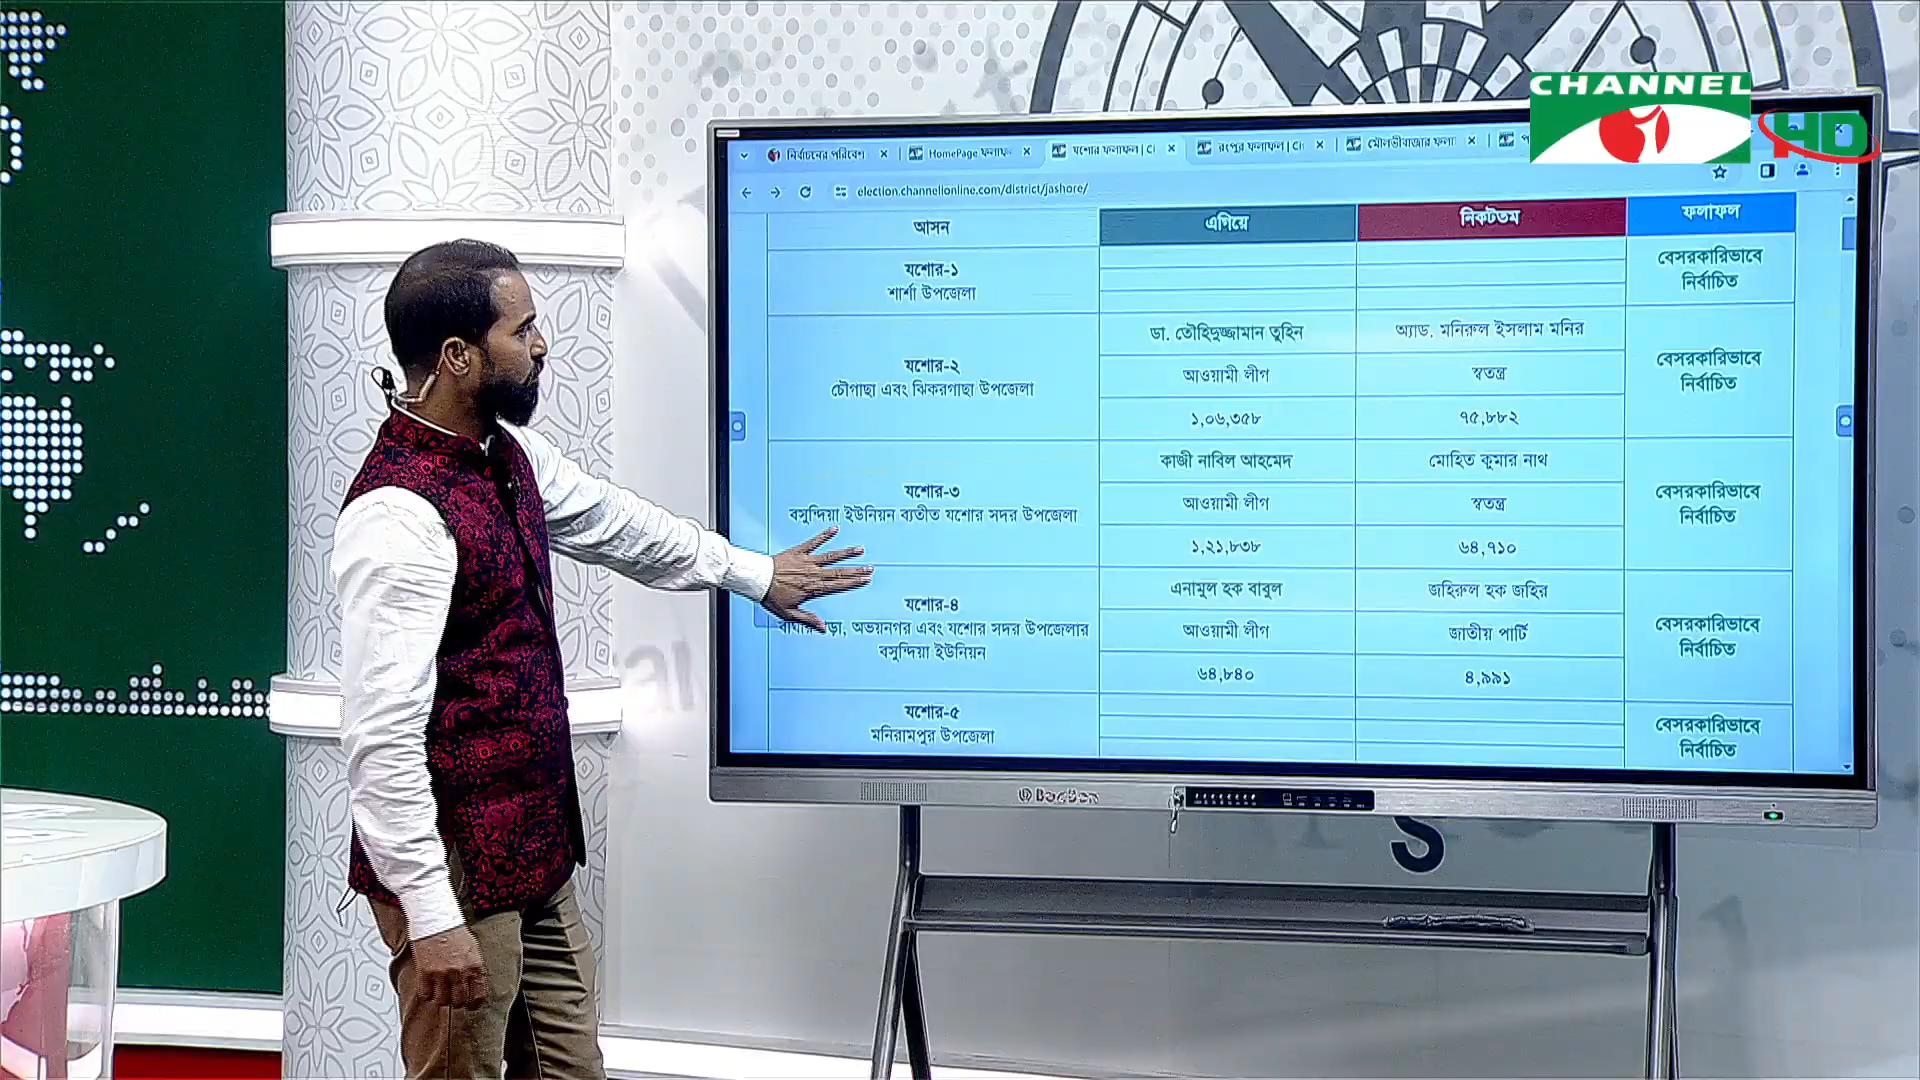 CHANNEL
HD
নির্বাচনের পরিবেশ
HomePage ফলাফ
যশোর ফলাফল | Cl
রংপুর ফলাফল | Ch
মৌলভীবাজার ফলা
election.channelionline.com/district/jashore/
আসন
এগিয়ে
নিকটতম
ফলাফল
যশোর-১
শার্শা উপজেলা
বেসরকারিভাবে
নির্বাচিত
যশোর-২
চৌগাছা এবং ঝিকরগাছা উপজেলা
ডা. তৌহিদুজ্জামান তুহিন
আওয়ামী লীগ
১,০৬,৩৫৮
অ্যাড. মনিরুল ইসলাম মনির
স্বতন্ত্র
৭৫,৮৮২
বেসরকারিভাবে
নির্বাচিত
যশোর-৩
বসুন্দিয়া ইউনিয়ন ব্যতীত যশোর সদর উপজেলা
কাজী নাবিল আহমেদ
আওয়ামী লীগ
১,২১,৮৩৮
মোহিত কুমার নাথ
স্বতন্ত্র
৬৪,৭১০
বেসরকারিভাবে
নির্বাচিত
যশোর-৪
অভয়নগর এবং যশোর সদর উপজেলার
বসুন্দিয়া ইউনিয়ন
এনামুল হক বাবুল
আওয়ামী লীগ
৬৪,৮৪০
জহিরুল হক জহির
জাতীয় পার্টি
৪,৯৯১
বেসরকারিভাবে
নির্বাচিত
যশোর-৫
মনিরামপুর উপজেলা
বেসরকারিভাবে
নির্বাচিত
S